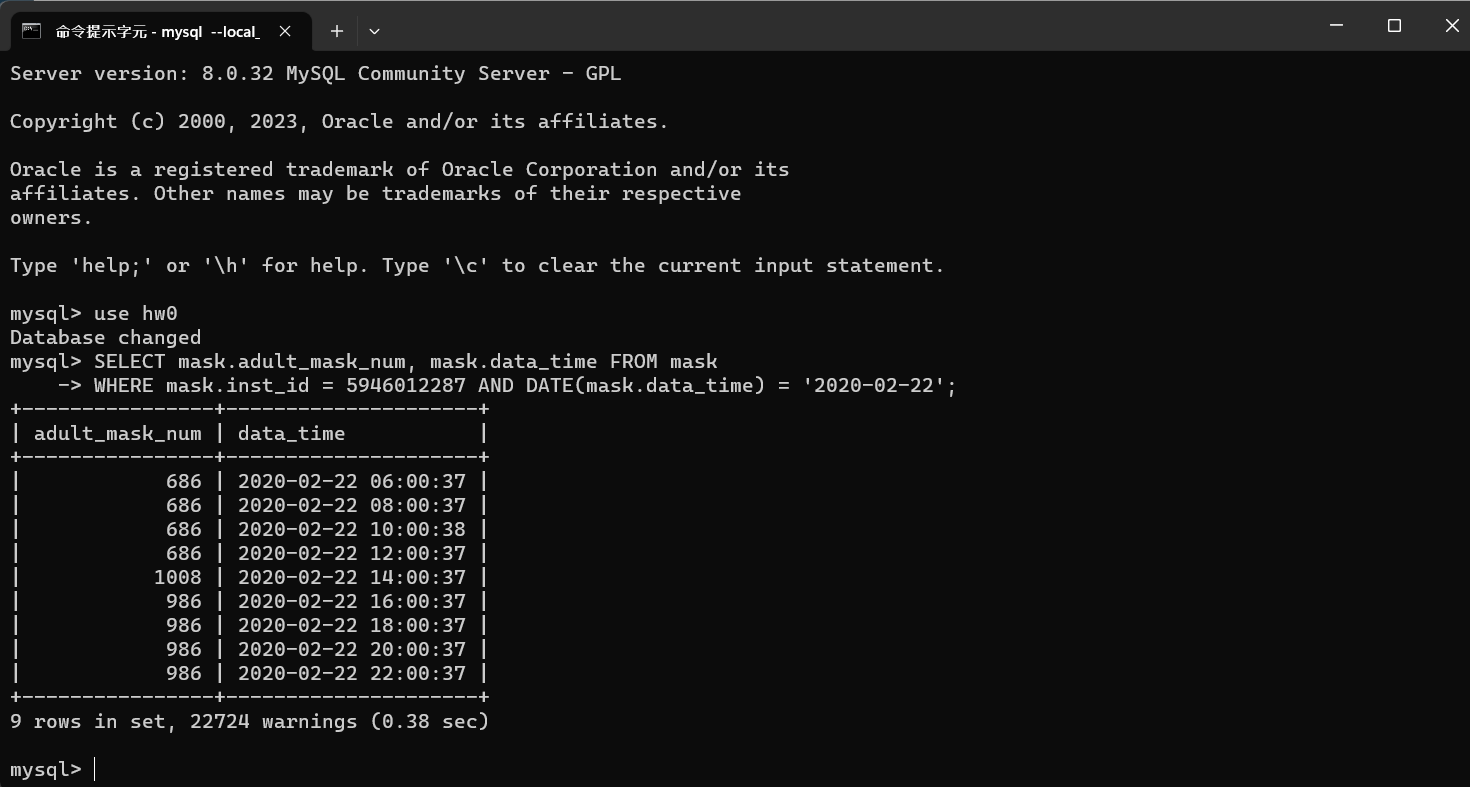 命令提示字元 - mysql  --local_
Server version: 8.0.32 MySQL Community Server - GPL
Copyright (c) 2000, 2023, Oracle and/or its affiliates.
Oracle is a registered trademark of Oracle Corporation and/or its
affiliates. Other names may be trademarks of their respective
owners.
Type 'help;' or '\h' for help. Type '\c' to clear the current input statement.
mysql> use hw0
Database changed
mysql> SELECT mask.adult_mask_num, mask.data_time FROM mask
    -> WHERE mask.inst_id = 5946012287 AND DATE(mask.data_time) = '2020-02-22';
+----------------+---------------------+
| adult_mask_num | data_time           |
+----------------+---------------------+
|            686 | 2020-02-22 06:00:37 |
|            686 | 2020-02-22 08:00:37 |
|            686 | 2020-02-22 10:00:38 |
|            686 | 2020-02-22 12:00:37 |
|           1008 | 2020-02-22 14:00:37 |
|            986 | 2020-02-22 16:00:37 |
|            986 | 2020-02-22 18:00:37 |
|            986 | 2020-02-22 20:00:37 |
|            986 | 2020-02-22 22:00:37 |
+----------------+---------------------+
9 rows in set, 22724 warnings (0.38 sec)
mysql>